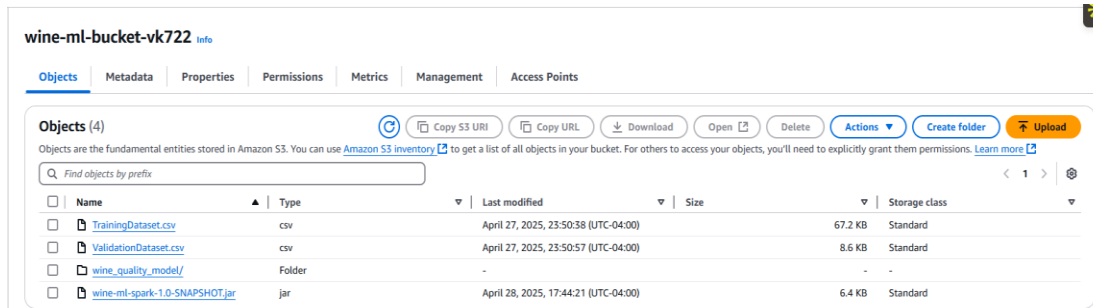 wine-ml-bucket-vk722 Info
Objects Metadata Properties Permissions Metrics Management Access Points
Objects (4) Copy S3 URI Copy URL Download Open Delete Actions Create folder Upload
Objects are the fundamental entities stored in Amazon S3. You can use Amazon S3 inventory to get a list of all objects in your bucket. For others to access your objects, you'll need to explicitly grant them permissions. Learn more
Find objects by prefix 1
Name Type Last modified Size Storage class
TrainingDataset.csv csv April 27, 2025, 23:50:38 (UTC-04:00) 67.2 KB Standard
ValidationDataset.csv csv April 27, 2025, 23:50:57 (UTC-04:00) 8.6 KB Standard
wine_quality_model/ Folder - - -
wine-ml-spark-1.0-SNAPSHOT.jar jar April 28, 2025, 17:44:21 (UTC-04:00) 6.4 KB Standard